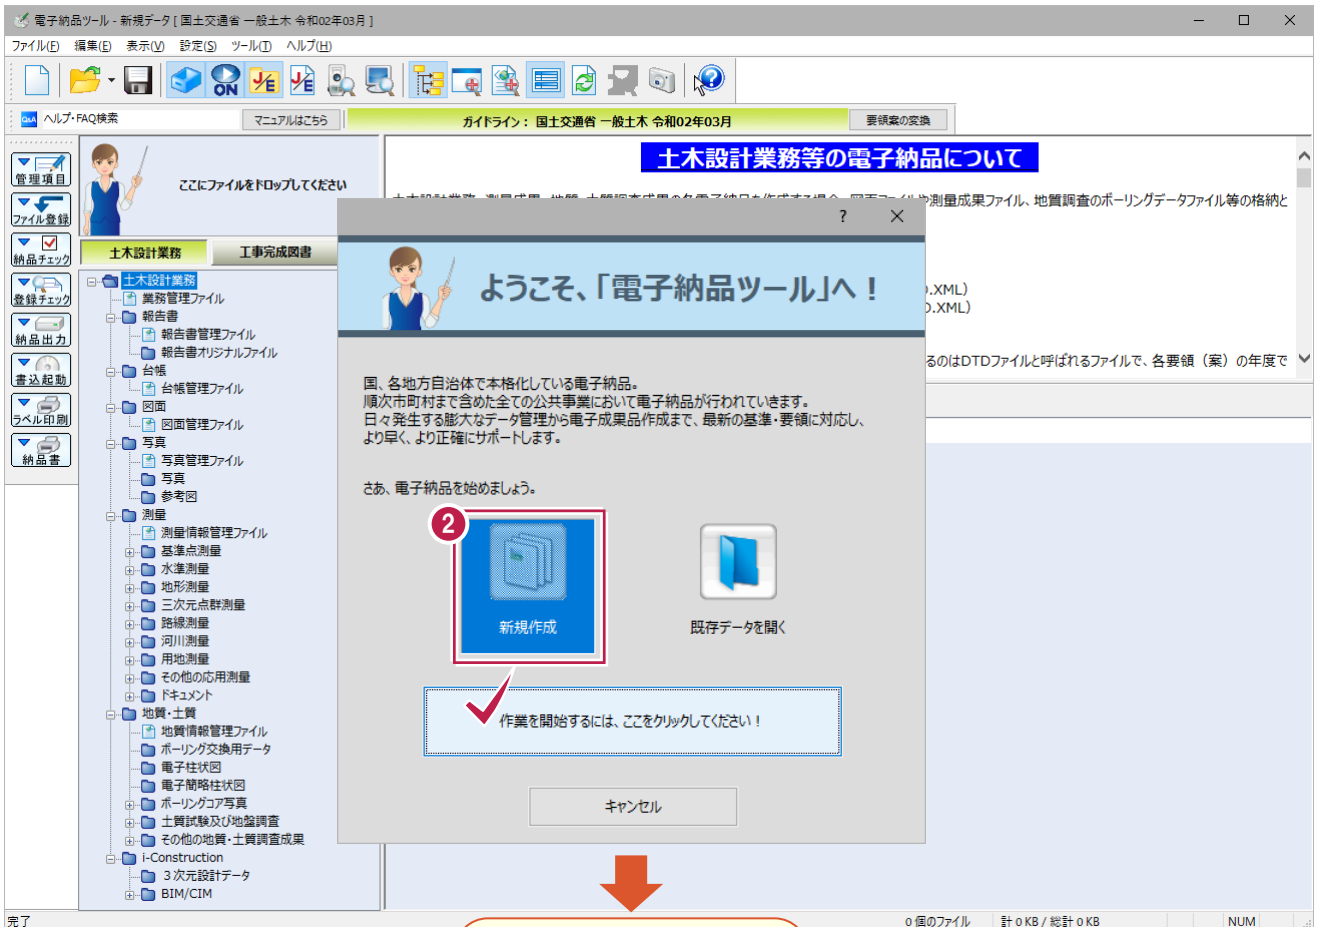 電子納品ツール - 新規データ [ 国土交通省 一般土木 令和02年03月 ]
ファイル(F) 編集(E) 表示(V) 設定(S) ツール(T) ヘルプ(H)
ON J/E J/E
Q&A ヘルプ・FAQ検索 マニュアルはこちら ガイドライン： 国土交通省 一般土木 令和02年03月 要領案の変換
管理項目
ファイル登録
納品チェック
登録チェック
納品出力
書込起動
ラベル印刷
納品書
ここにファイルをドロップしてください
土木設計業務 工事完成図書
土木設計業務
業務管理ファイル
報告書
報告書管理ファイル
報告書オリジナルファイル
台帳
台帳管理ファイル
図面
図面管理ファイル
写真
写真管理ファイル
写真
参考図
測量
測量情報管理ファイル
基準点測量
水準測量
地形測量
三次元点群測量
路線測量
河川測量
用地測量
その他の応用測量
ドキュメント
地質・土質
地質情報管理ファイル
ボーリング交換用データ
電子柱状図
電子簡略柱状図
ボーリングコア写真
土質試験及び地盤調査
その他の地質・土質調査成果
i-Construction
３次元設計データ
BIM/CIM
土木設計業務等の電子納品について
測量成果ファイル、地質調査のボーリングデータファイル等の格納と
.XML)
.XML)
るのはDTDファイルと呼ばれるファイルで、各要領（案）の年度で
?
ようこそ、「電子納品ツール」へ！
国、各地方自治体で本格化している電子納品。
順次市町村まで含めた全ての公共事業において電子納品が行われていきます。
日々発生する膨大なデータ管理から電子成果品作成まで、最新の基準・要領に対応し、
より早く、より正確にサポートします。
さあ、電子納品を始めましょう。
2
新規作成 既存データを開く
作業を開始するには、ここをクリックしてください！
キャンセル
完了 0 個のファイル 計 0 KB / 総計 0 KB NUM